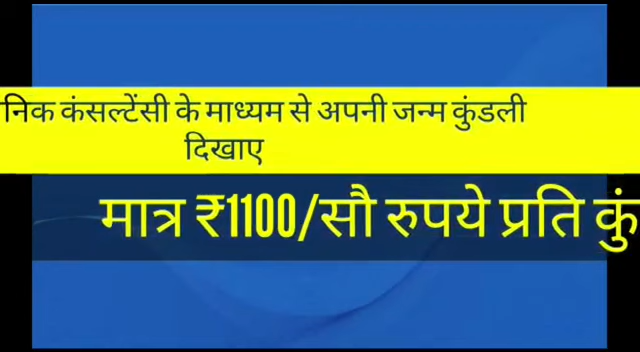 निक कंसल्टेंसी के माध्यम से अपनी जन्म कुंडली
दिखाए
मात्र ₹1100/सौ रुपये प्रति कुं